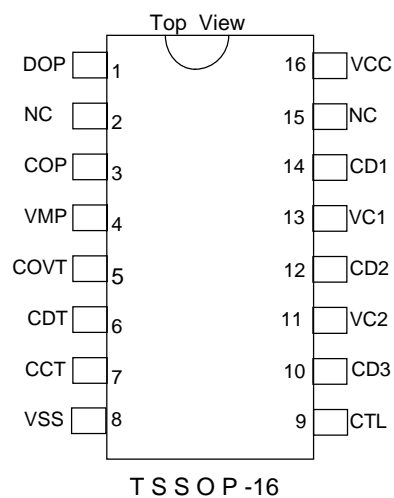 Top View
DOP 1 16 VCC
NC 2 15 NC
COP 3 14 CD1
VMP 4 13 VC1
COVT 5 12 CD2
CDT 6 11 VC2
CCT 7 10 CD3
VSS 8 9 CTL
T S S O P -16